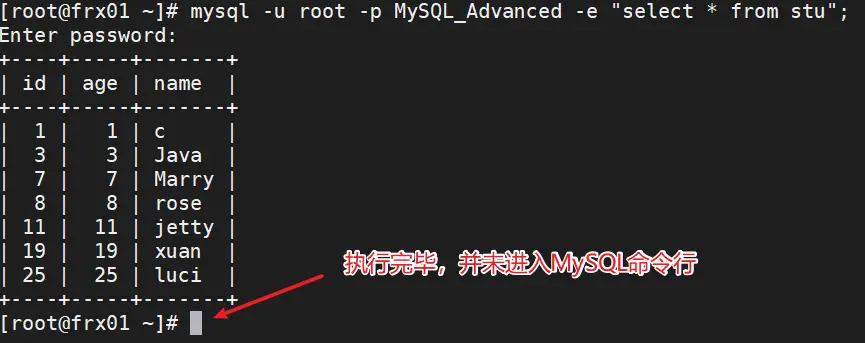 [root@frx01 ~]# mysql -u root -p MySQL_Advanced -e "select * from stu";
Enter password:
+----+-----+-------+
| id | age | name  |
+----+-----+-------+
|  1 |   1 | c     |
|  3 |   3 | Java  |
|  7 |   7 | Marry |
|  8 |   8 | rose  |
| 11 |  11 | jetty |
| 19 |  19 | xuan  |
| 25 |  25 | luci  |
+----+-----+-------+
执行完毕，并未进入MySQL命令行
[root@frx01 ~]#